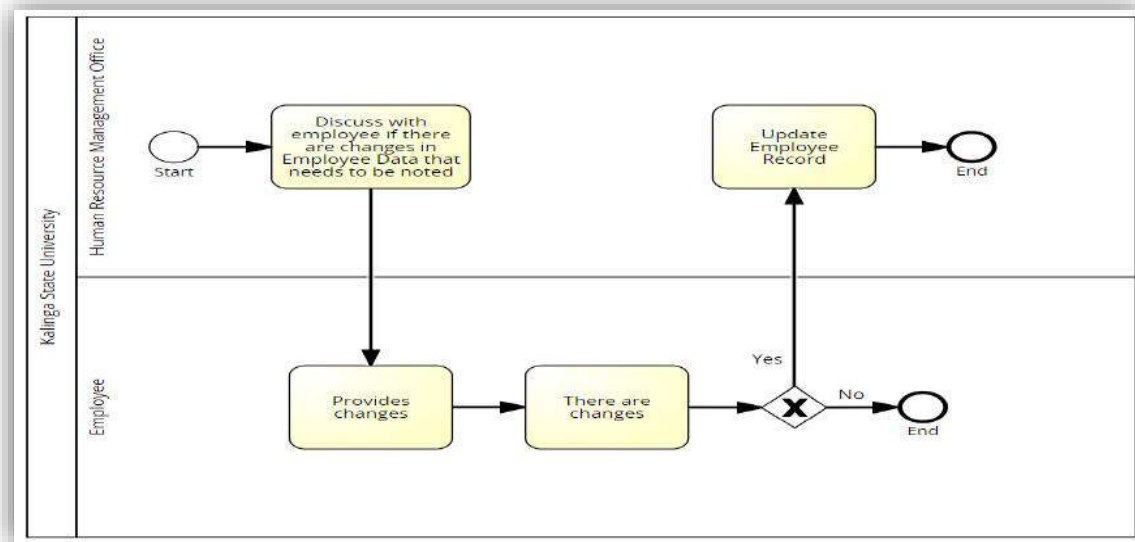 Kalinga State University
Human Resource Management Office
Start
Discuss with
employee if there
are changes in
Employee Data that
needs to be noted
Update
Employee
Record
End
Employee
Provides
changes
There are
changes
Yes
No
End